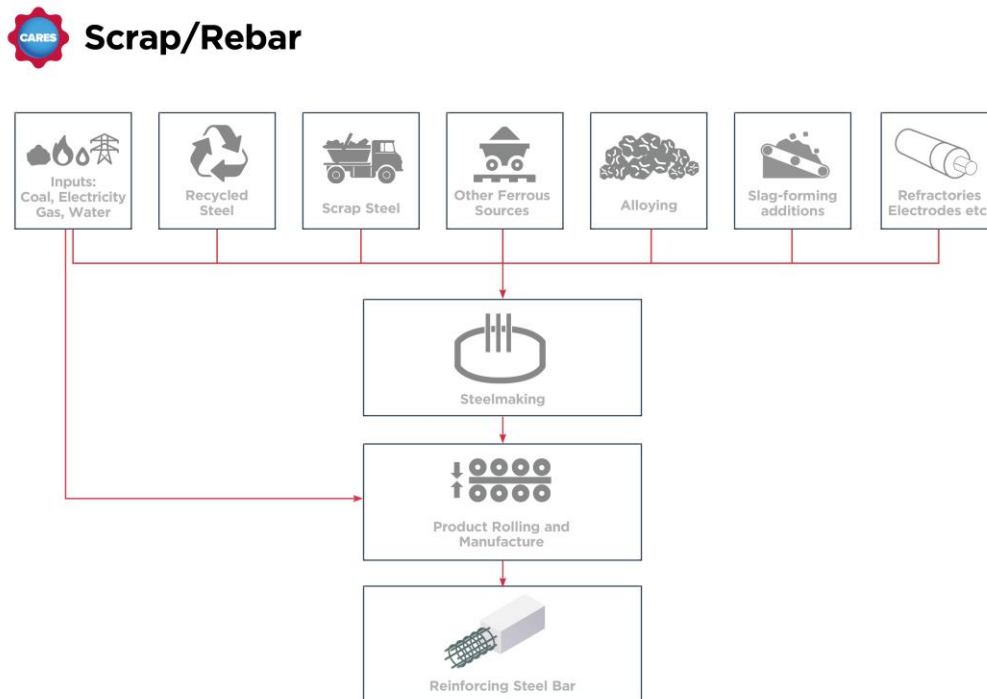 CARES
Scrap/Rebar
Inputs:
Coal, Electricity
Gas, Water
Recycled
Steel
Scrap Steel
Other Ferrous
Sources
Alloying
Slag-forming
additions
Refractories
Electrodes etc
Steelmaking
Product Rolling and
Manufacture
Reinforcing Steel Bar